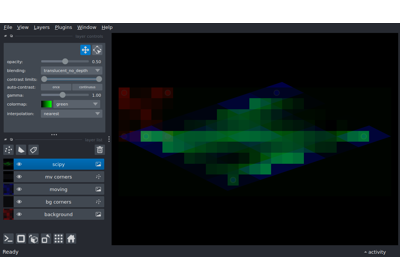 File View Layers Plugins Window Help
opacity: 0.50
blending: translucent_no_depth
contrast limits:
auto-contrast: once continuous
gamma: 1.00
colormap: green
interpolation: nearest
scipy
mv corners
moving
bg corners
background
Ready
activity